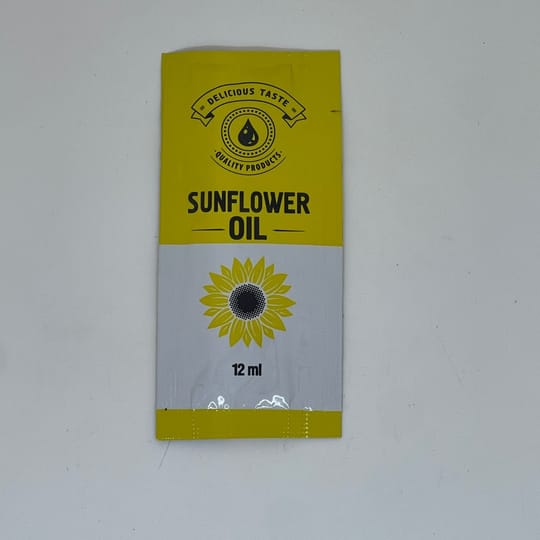 DELICIOUS TASTE
QUALITY PRODUCTS
SUNFLOWER
OIL
12 ml